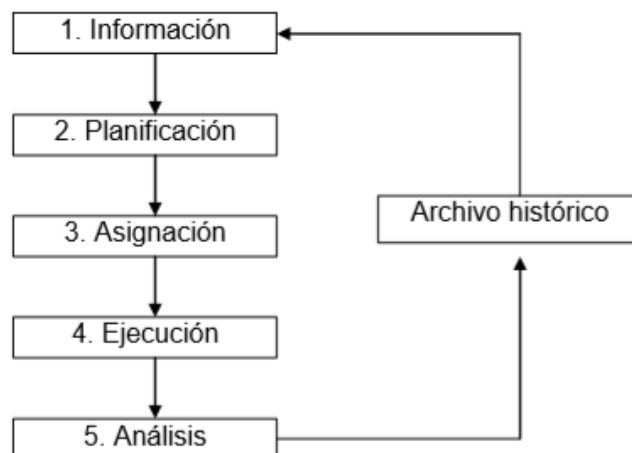 1. Información
2. Planificación
3. Asignación
Archivo histórico
4. Ejecución
5. Análisis